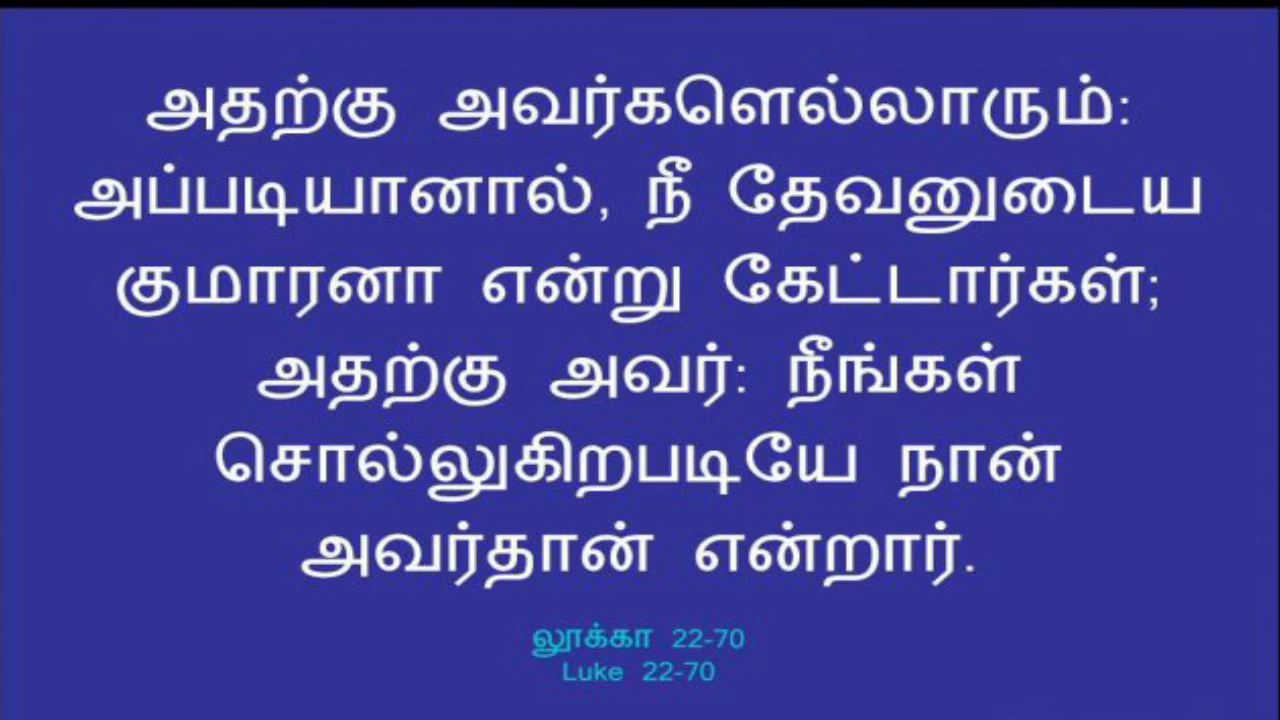 அதற்கு அவர்களெல்லாரும்:
அப்படியானால், நீ தேவனுடைய
குமாரனா என்று கேட்டார்கள்;
அதற்கு அவர்: நீங்கள்
சொல்லுகிறபடியே நான்
அவர்தான் என்றார்.
லூக்கா 22-70
Luke 22-70